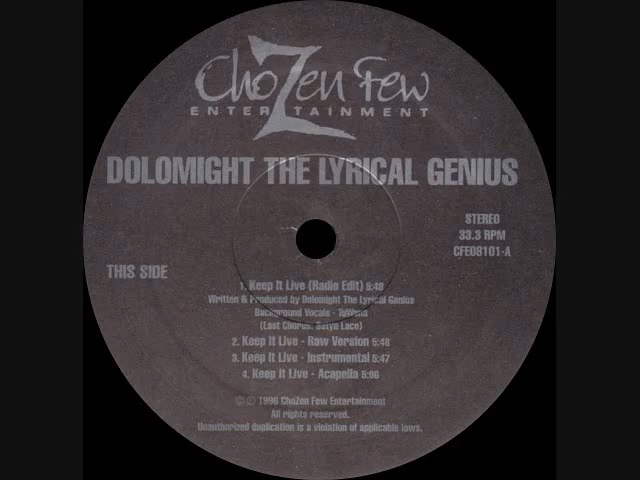 ChoZen Few
ENTERTAINMENT
DOLOMIGHT THE LYRICAL GENIUS
STEREO
33.3 RPM
CFE08101-A
THIS SIDE
1. Keep It Live (Radio Edit) 5:48
Written & Produced by Dolomight The Lyrical Genius
Background Vocals - TaWana
(Last Chorus: Satyn Lace)
2. Keep It Live - Raw Version 5:48
3. Keep It Live - Instrumental 5:47
4. Keep It Live - Acapella 5:06
© ℗ 1996 ChoZen Few Entertainment
All rights reserved.
Unauthorized duplication is a violation of applicable laws.